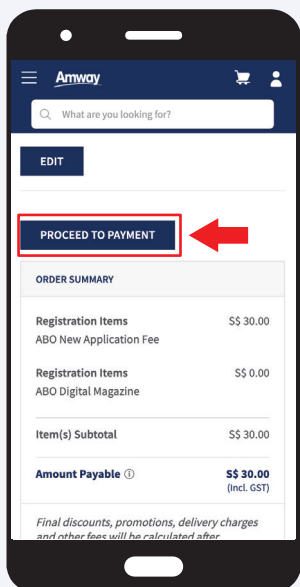 Amway
What are you looking for?
EDIT
PROCEED TO PAYMENT
ORDER SUMMARY
Registration Items S$ 30.00
ABO New Application Fee
Registration Items S$ 0.00
ABO Digital Magazine
Item(s) Subtotal S$ 30.00
Amount Payable ⓘ S$ 30.00
(Incl. GST)
Final discounts, promotions, delivery charges
and other fees will be calculated after